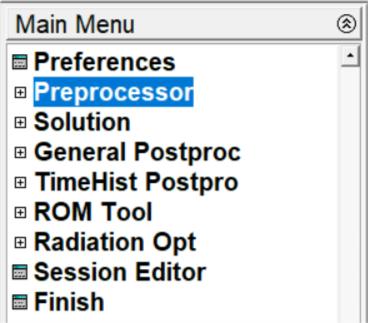 Main Menu
Preferences
Preprocessor
Solution
General Postproc
TimeHist Postpro
ROM Tool
Radiation Opt
Session Editor
Finish